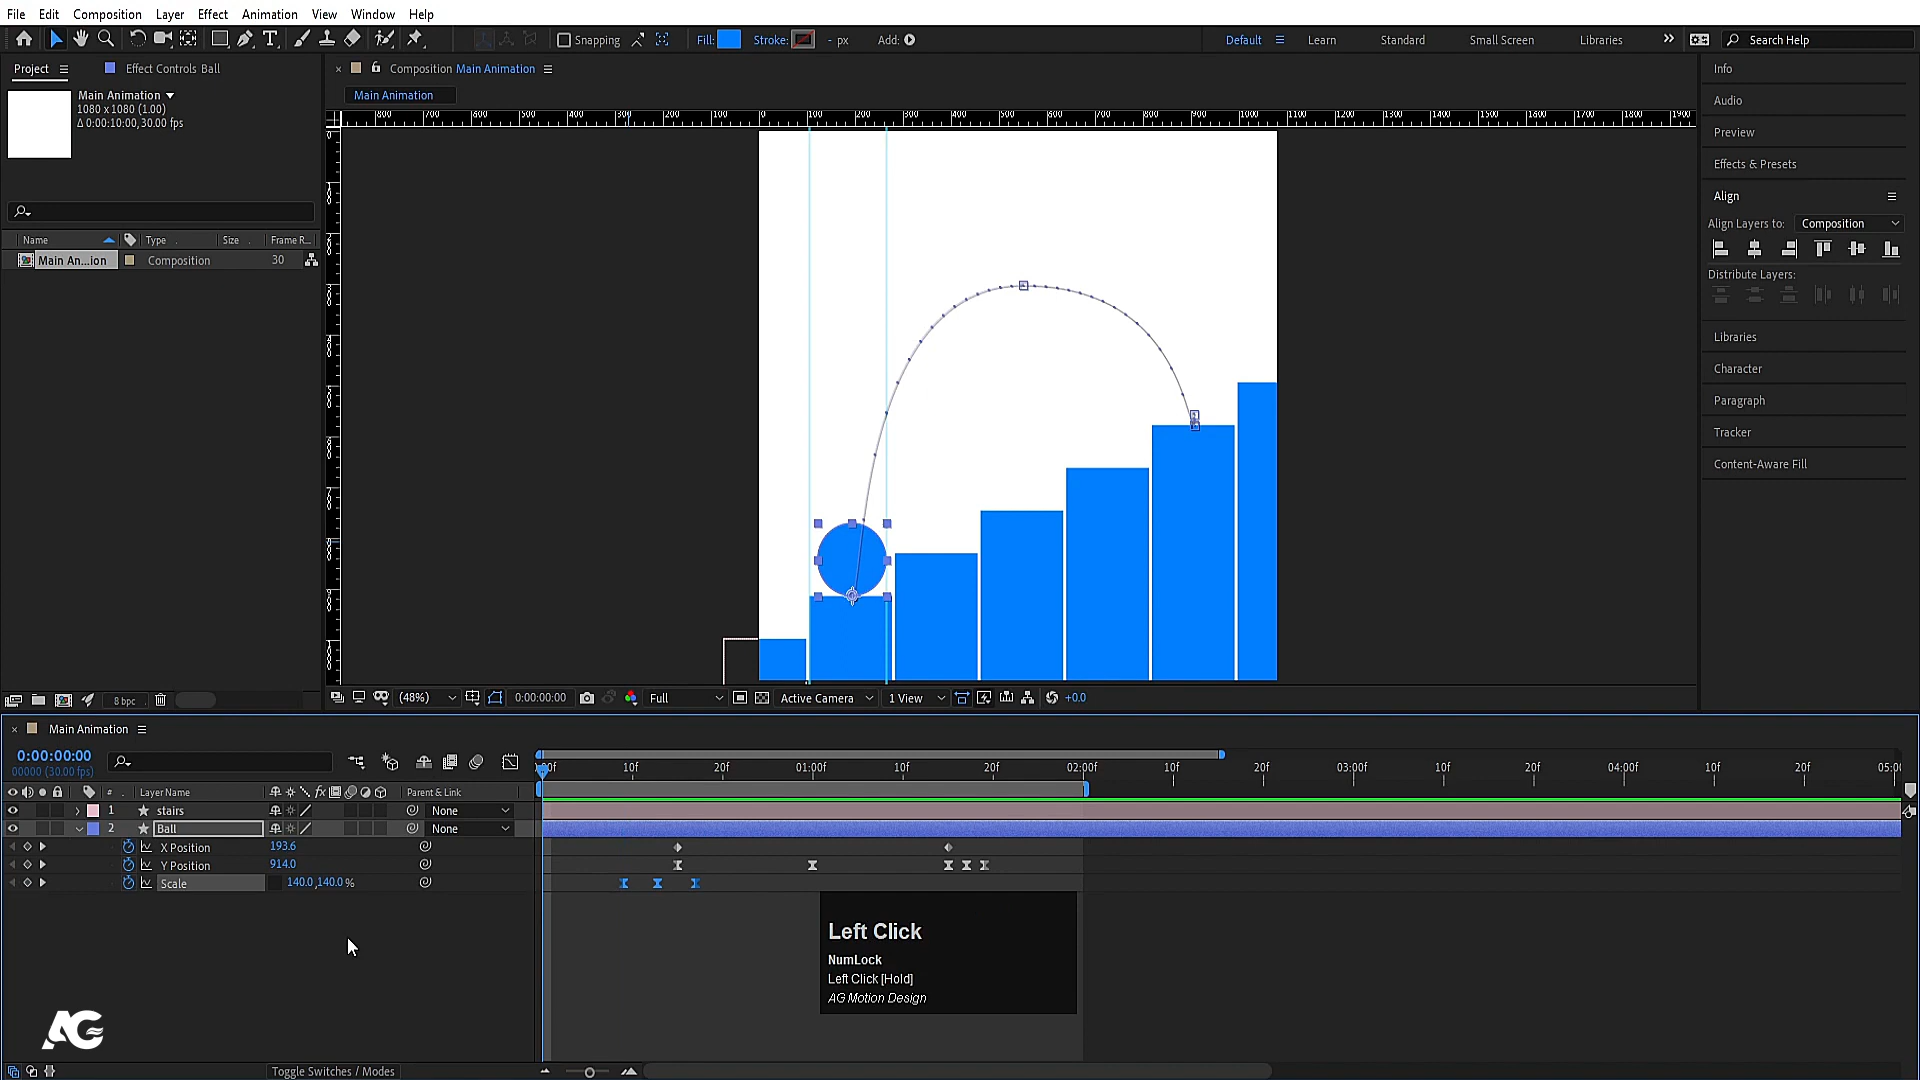 File Edit Composition Layer Effect Animation View Window Help
Snapping Fill: Stroke: - px Add: Default Learn Standard Small Screen Libraries Search Help
Project Effect Controls Ball Composition Main Animation Info
Main Animation
1080 x 1080 (1.00)
Δ 0:00:10:00, 30.00 fps
Main Animation
Audio
Preview
Effects & Presets
Align
Align Layers to: Composition
Distribute Layers:
Libraries
Character
Paragraph
Tracker
Content-Aware Fill
Name Type Size Frame R...
Main An...ion Composition 30
8 bpc (48%) 0:00:00:00 Full Active Camera 1 View +0.0
Main Animation
0:00:00:00
00000 (30.00 fps)
10f 20f 01:00f 10f 20f 02:00f 10f 20f 03:00f 10f 20f 04:00f 10f 20f 05:00
# Layer Name fx Parent & Link
1 stairs None
2 Ball None
X Position 193.6
Y Position 914.0
Scale 140.0,140.0%
Left Click
NumLock
Left Click [Hold]
AG Motion Design
AG
Toggle Switches / Modes